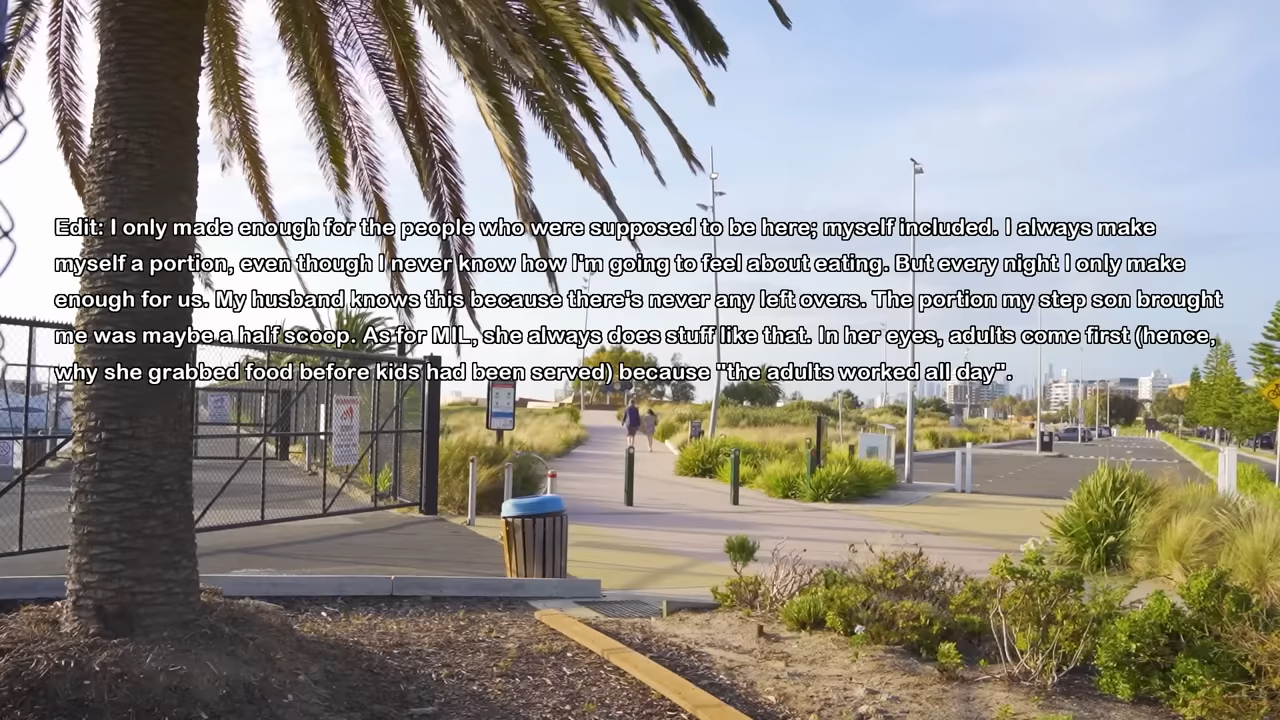 Edit: I only made enough for the people who were supposed to be here; myself included. I always make
myself a portion, even though I never know how I'm going to feel about eating. But every night I only make
enough for us. My husband knows this because there's never any left overs. The portion my step son brought
me was maybe a half scoop. As for MIL, she always does stuff like that. In her eyes, adults come first (hence,
why she grabbed food before kids had been served) because "the adults worked all day".